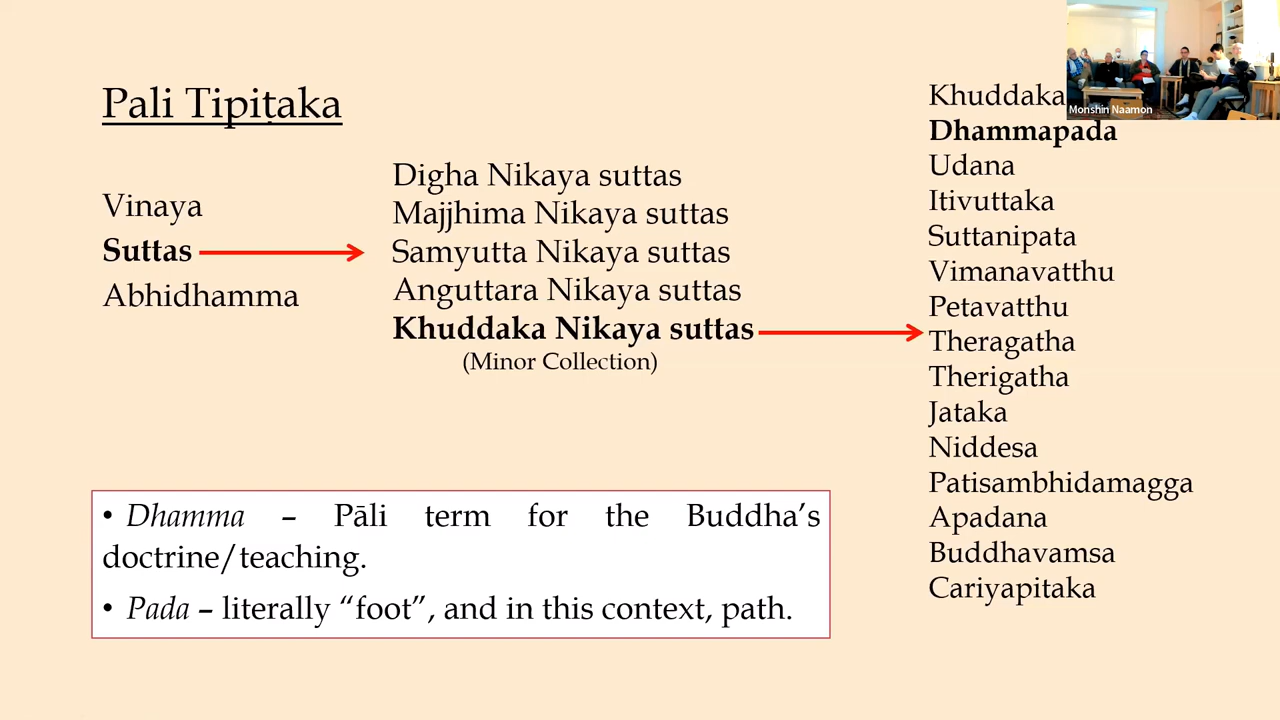 Pali Tipiṭaka
Vinaya
Suttas
Abhidhamma
Digha Nikaya suttas
Majjhima Nikaya suttas
Samyutta Nikaya suttas
Anguttara Nikaya suttas
Khuddaka Nikaya suttas
(Minor Collection)
Khuddaka
Dhammapada
Udana
Itivuttaka
Suttanipata
Vimanavatthu
Petavatthu
Theragatha
Therigatha
Jataka
Niddesa
Patisambhidamagga
Apadana
Buddhavamsa
Cariyapitaka
• Dhamma – Pāli term for the Buddha’s
doctrine/teaching.
• Pada – literally “foot”, and in this context, path.
Monshin Naamon